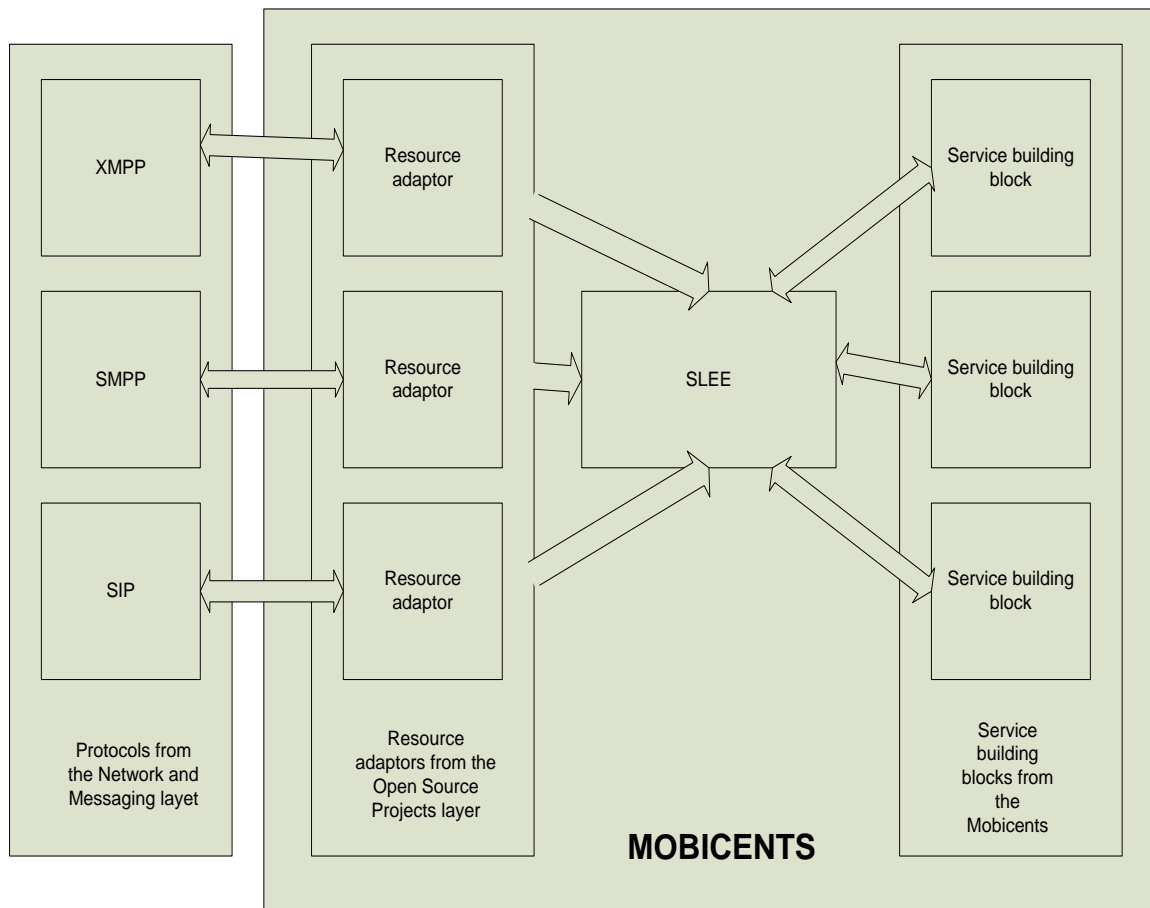 XMPP
Resource
adaptor
Service building
block
SMPP
Resource
adaptor
SLEE
Service building
block
SIP
Resource
adaptor
Service building
block
Protocols from
the Network and
Messaging layet
Resource
adaptors from the
Open Source
Projects layer
Service
building
blocks from
the
Mobicents
MOBICENTS